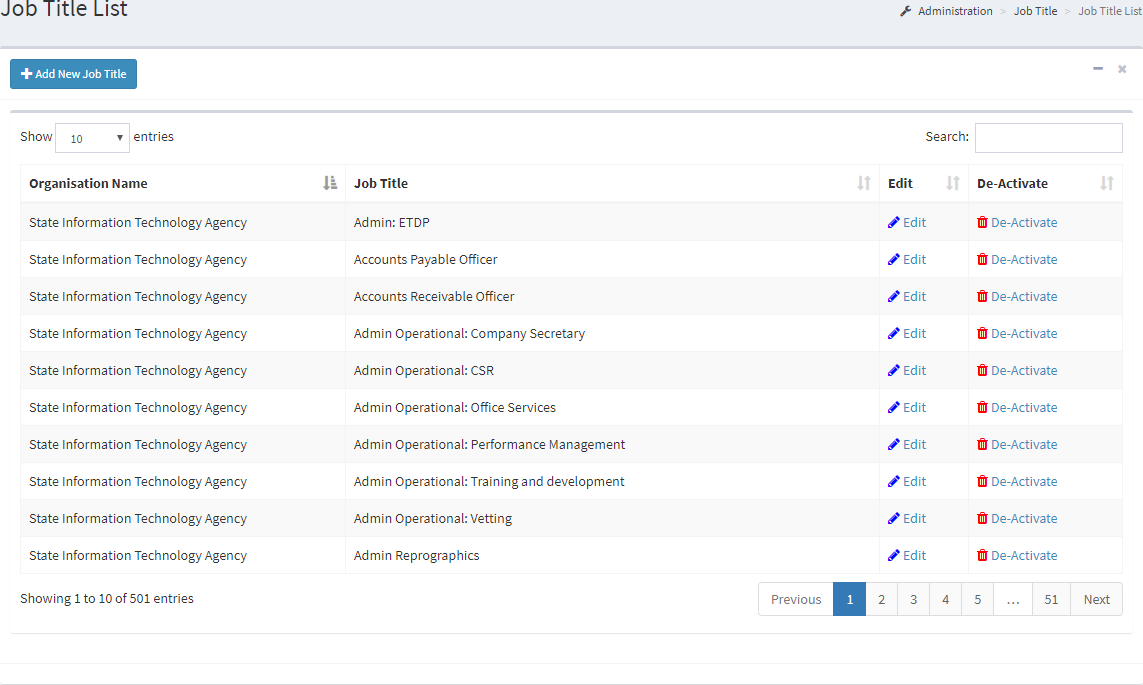 Job Title List
Administration > Job Title > Job Title List
Add New Job Title
Show 10 entries Search:
Organisation Name Job Title Edit De-Activate
State Information Technology Agency Admin: ETDP Edit De-Activate
State Information Technology Agency Accounts Payable Officer Edit De-Activate
State Information Technology Agency Accounts Receivable Officer Edit De-Activate
State Information Technology Agency Admin Operational: Company Secretary Edit De-Activate
State Information Technology Agency Admin Operational: CSR Edit De-Activate
State Information Technology Agency Admin Operational: Office Services Edit De-Activate
State Information Technology Agency Admin Operational: Performance Management Edit De-Activate
State Information Technology Agency Admin Operational: Training and development Edit De-Activate
State Information Technology Agency Admin Operational: Vetting Edit De-Activate
State Information Technology Agency Admin Reprographics Edit De-Activate
Showing 1 to 10 of 501 entries Previous 1 2 3 4 5 ... 51 Next